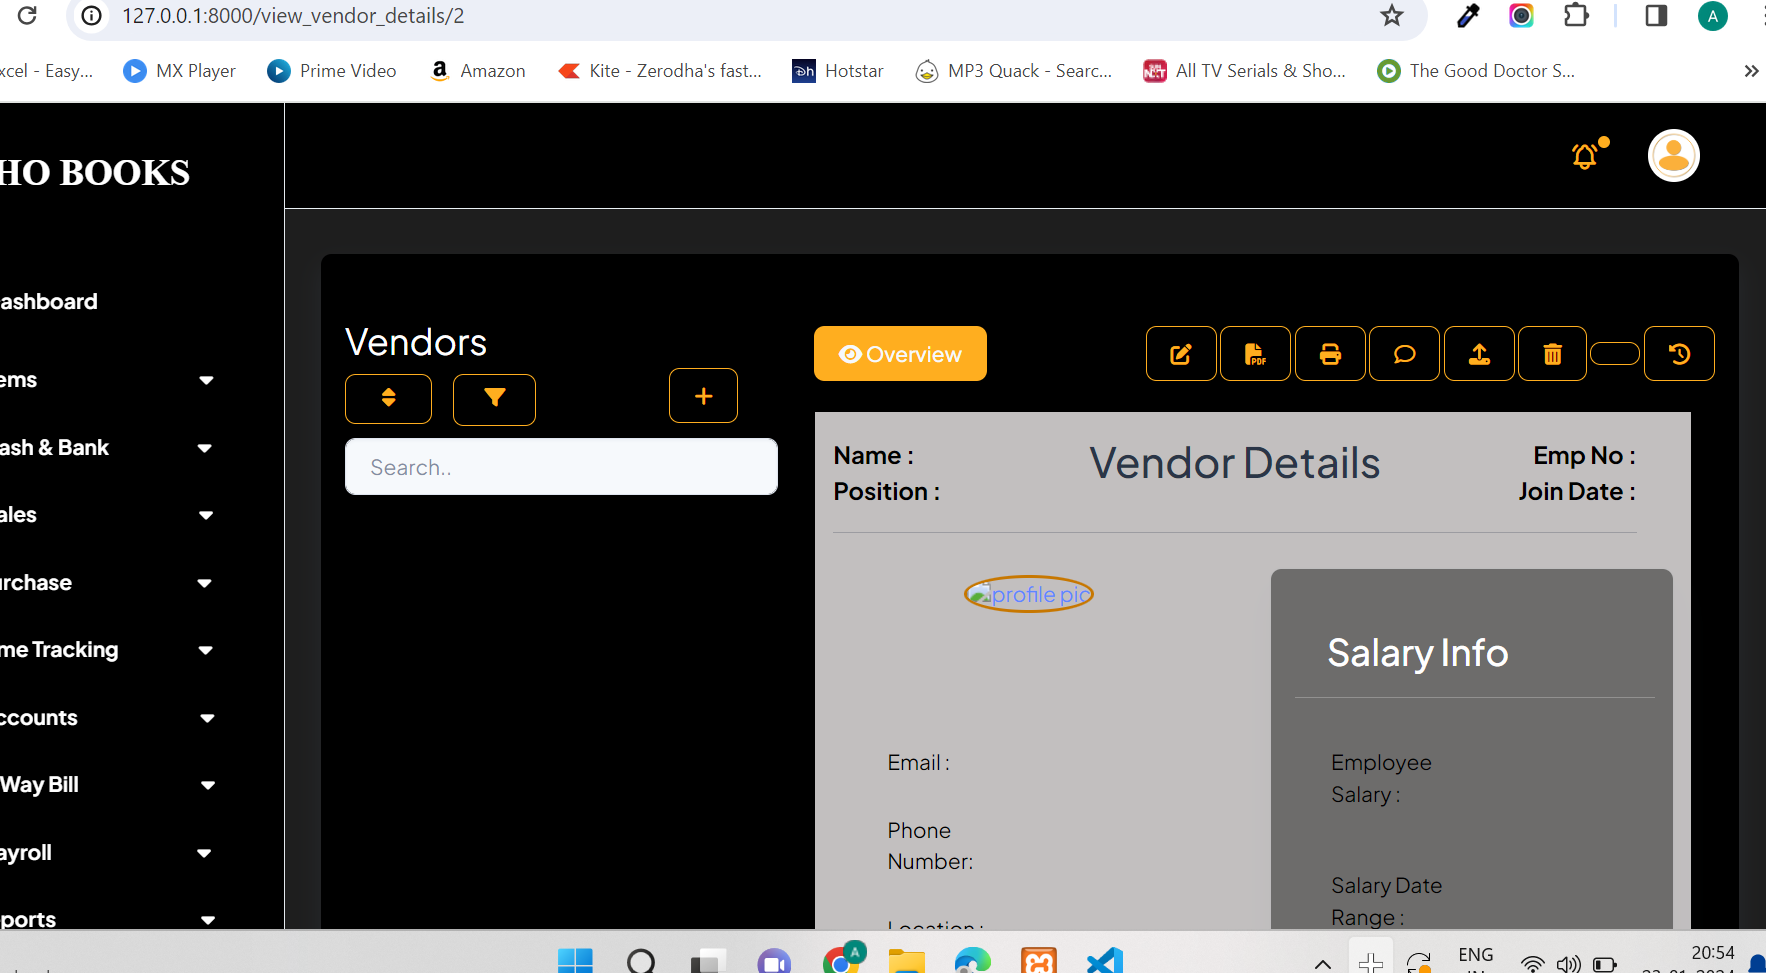 127.0.0.1:8000/view_vendor_details/2
A
xcel - Easy...
MX Player
Prime Video
Amazon
Kite - Zerodha's fast...
Hotstar
MP3 Quack - Searc...
All TV Serials & Sho...
The Good Doctor S...
HO BOOKS
ashboard
ems
ash & Bank
ales
urchase
me Tracking
ccounts
Way Bill
ayroll
ports
Vendors
Search..
Overview
PDF
Name :
Position :
Vendor Details
Emp No :
Join Date :
profile pic
Salary Info
Email :
Phone
Number:
Location :
Employee
Salary :
Salary Date
Range :
A
ENG
20:54